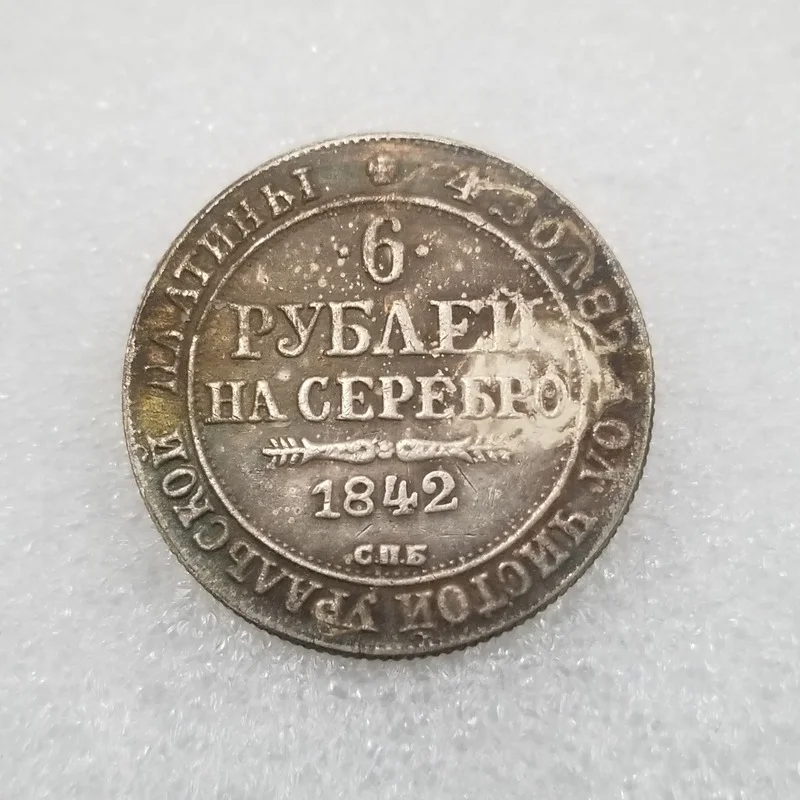 4 ЗОЛ 82 ДОЛ ЧИСТОЙ УРАЛЬСКОЙ ПЛАТИНЫ
·6·
РУБЛЕЙ
НА СЕРЕБРО
1842
С.П.Б